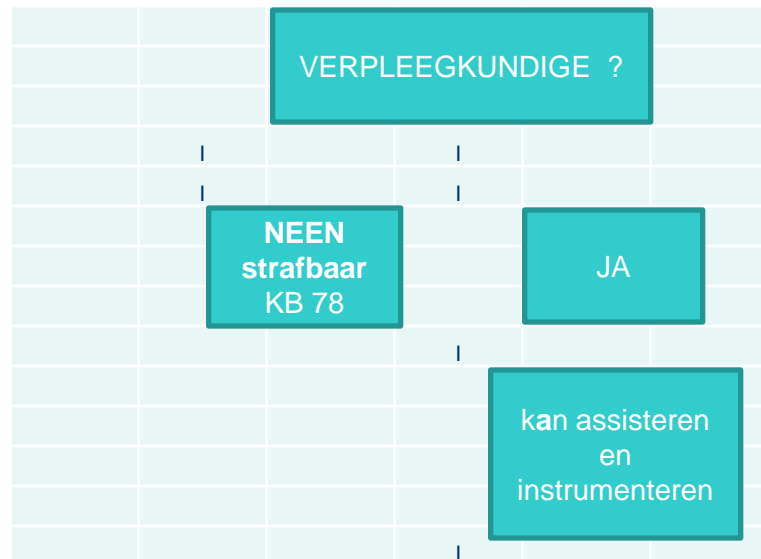 VERPLEEGKUNDIGE ?
I I
I I
NEEN
strafbaar
KB 78
JA
I
kan assisteren
en
instrumenteren
I